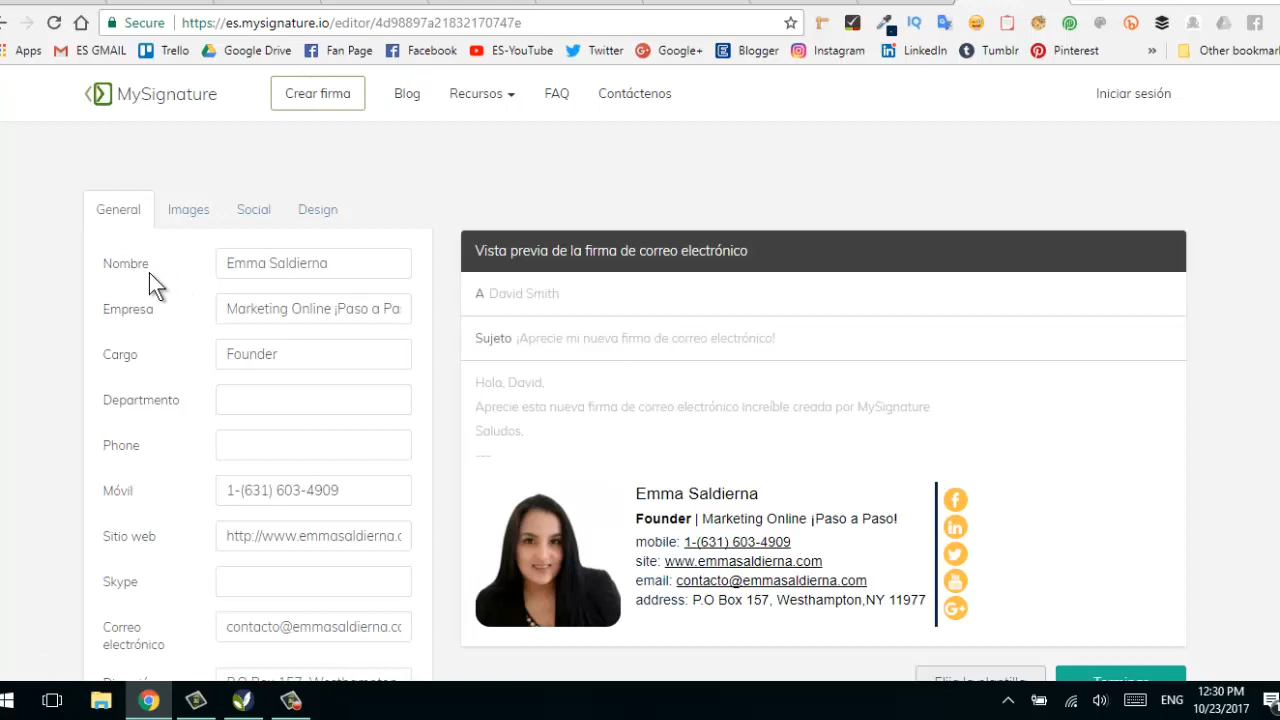 Secure https://es.mysignature.io/editor/4d98897a21832170747e
Apps ES GMAIL Trello Google Drive Fan Page Facebook ES-YouTube Twitter Google+ Blogger Instagram LinkedIn Tumblr Pinterest » Other bookmar
MySignature Crear firma Blog Recursos FAQ Contáctenos Iniciar sesión
General Images Social Design
Nombre Emma Saldierna
Empresa Marketing Online ¡Paso a Pa
Cargo Founder
Departmento
Phone
Móvil 1-(631) 603-4909
Sitio web http://www.emmasaldierna.c
Skype
Correo electrónico contacto@emmasaldierna.cc
P.O Box 157, Westhampton
Vista previa de la firma de correo electrónico
A David Smith
Sujeto ¡Aprecie mi nueva firma de correo electrónico!
Hola, David,
Aprecie esta nueva firma de correo electrónico increíble creada por MySignature
Saludos,
---
Emma Saldierna
Founder | Marketing Online ¡Paso a Paso!
mobile: 1-(631) 603-4909
site: www.emmasaldierna.com
email: contacto@emmasaldierna.com
address: P.O Box 157, Westhampton,NY 11977
Elija la plantilla
ENG 12:30 PM
10/23/2017